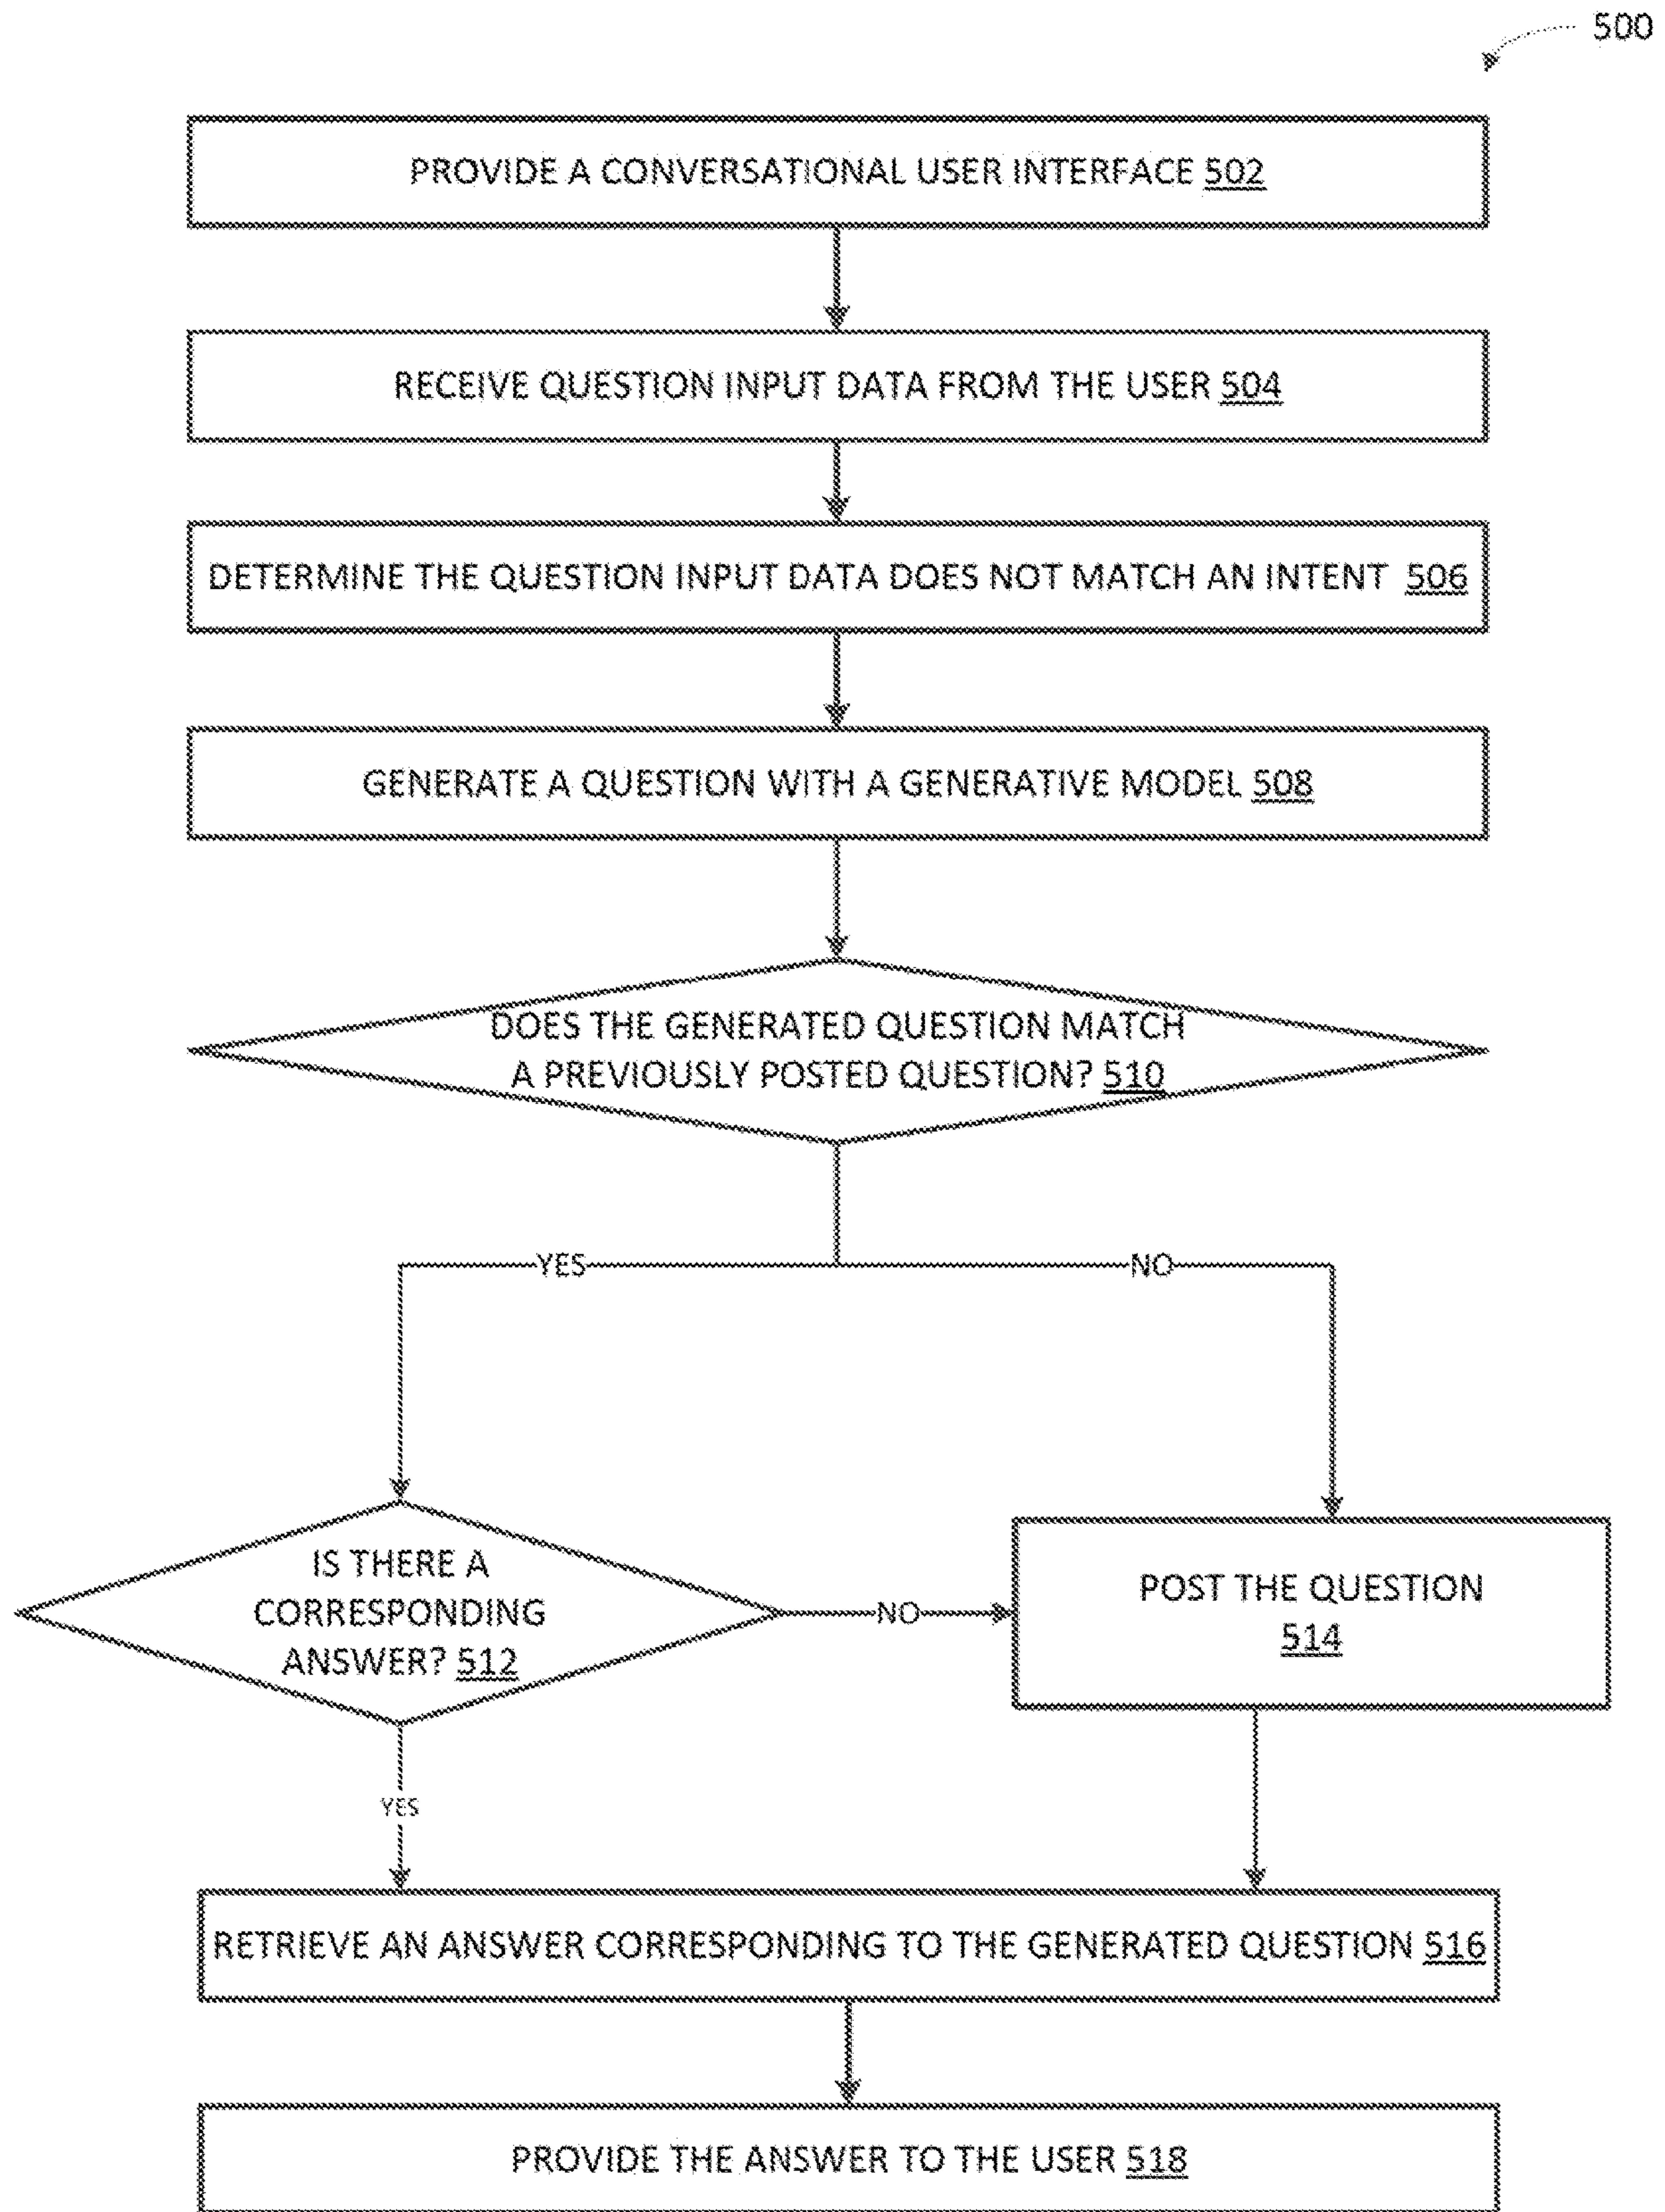 500
PROVIDE A CONVERSATIONAL USER INTERFACE 502
RECEIVE QUESTION INPUT DATA FROM THE USER 504
DETERMINE THE QUESTION INPUT DATA DOES NOT MATCH AN INTENT 506
GENERATE A QUESTION WITH A GENERATIVE MODEL 508
DOES THE GENERATED QUESTION MATCH
A PREVIOUSLY POSTED QUESTION? 510
YES
NO
IS THERE A
CORRESPONDING
ANSWER? 512
NO
POST THE QUESTION
514
YES
RETRIEVE AN ANSWER CORRESPONDING TO THE GENERATED QUESTION 516
PROVIDE THE ANSWER TO THE USER 518